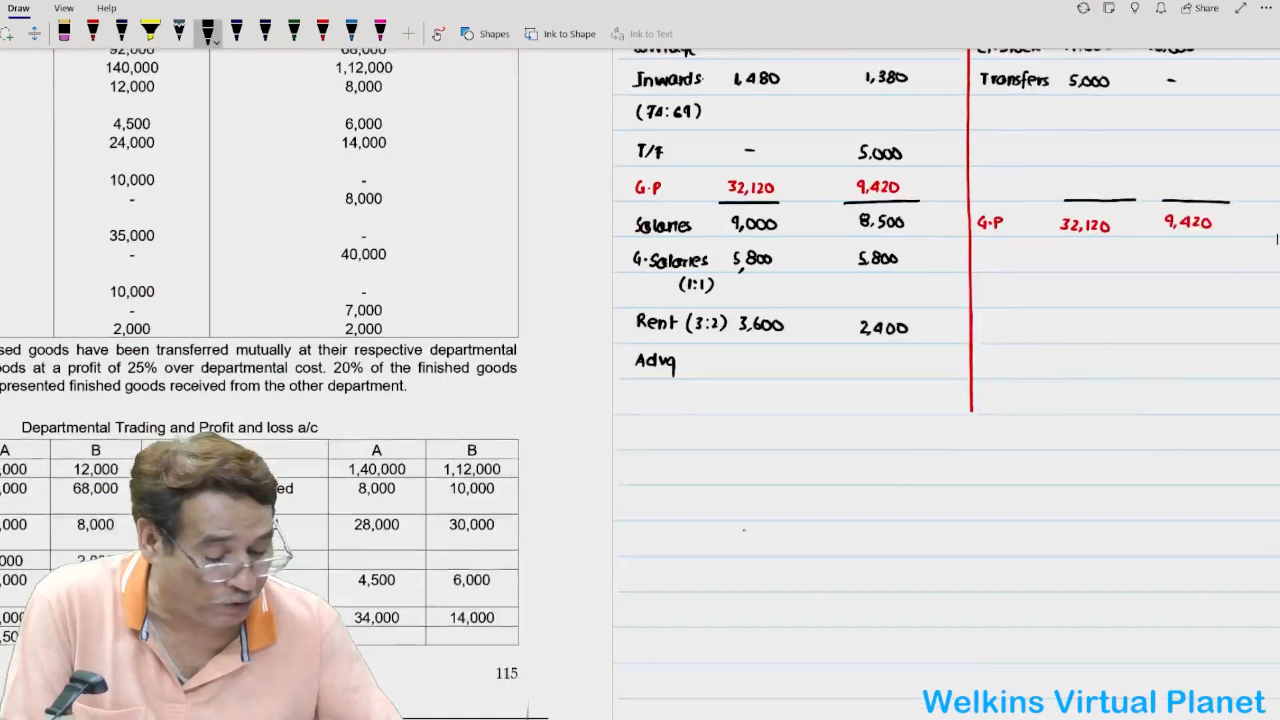 Draw View Help
Shapes Ink to Shape Ink to Text Share
92,000 68,000
140,000 1,12,000
12,000 8,000
4,500 6,000
24,000 14,000
10,000 -
- 8,000
35,000 -
- 40,000
10,000 -
- 7,000
2,000 2,000
sed goods have been transferred mutually at their respective departmental
oods at a profit of 25% over departmental cost. 20% of the finished goods
presented finished goods received from the other department.
Departmental Trading and Profit and loss a/c
A B A B
,000 12,000 1,40,000 1,12,000
,000 68,000 ed 8,000 10,000
,000 8,000 28,000 30,000
000
,000 4,500 6,000
,000 34,000 14,000
,50
115
Inwards 1,480 1,380 Transfers 5,000 -
(74:69)
T/F - 5,000
G.P 32,120 9,420
Salaries 9,000 8,500 G.P 32,120 9,420
G.Salaries 5,800 5,800
(1:1)
Rent (3:2) 3,600 2,400
Advq
Welkins Virtual Planet